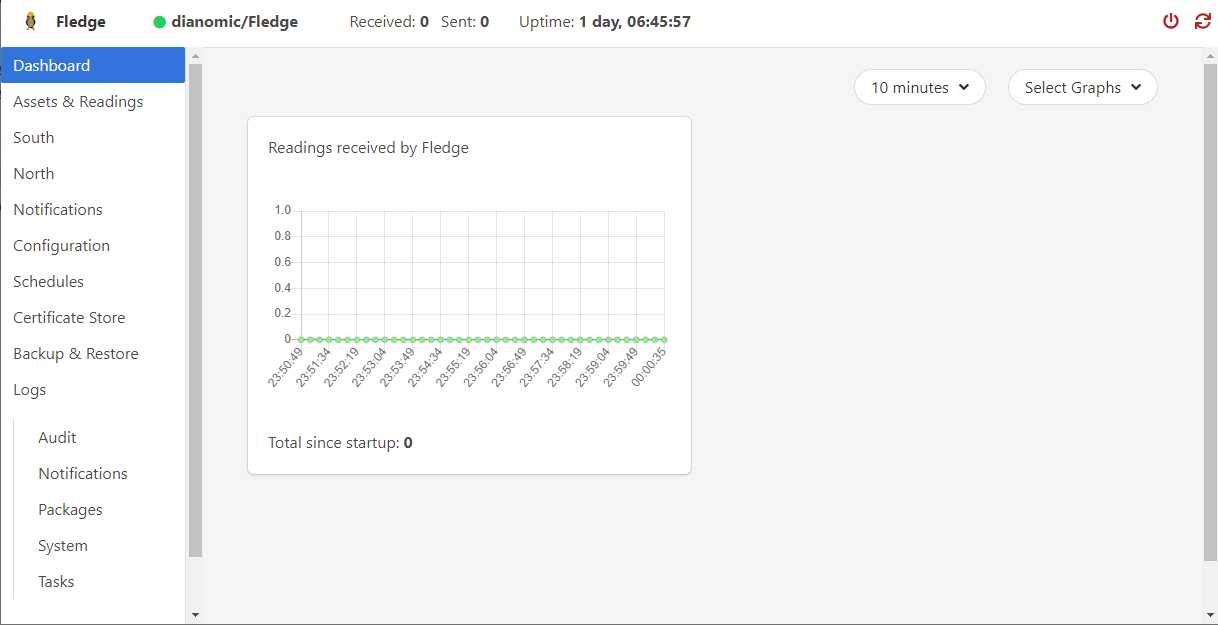 Fledge dianomic/Fledge Received: 0 Sent: 0 Uptime: 1 day, 06:45:57
Dashboard
Assets & Readings
South
North
Notifications
Configuration
Schedules
Certificate Store
Backup & Restore
Logs
Audit
Notifications
Packages
System
Tasks
10 minutes Select Graphs
Readings received by Fledge
1.0
0.8
0.6
0.4
0.2
0
23:50:49 23:51:34 23:52:19 23:53:04 23:53:49 23:54:34 23:55:19 23:56:04 23:56:49 23:57:34 23:58:19 23:59:04 23:59:49 00:00:35
Total since startup: 0